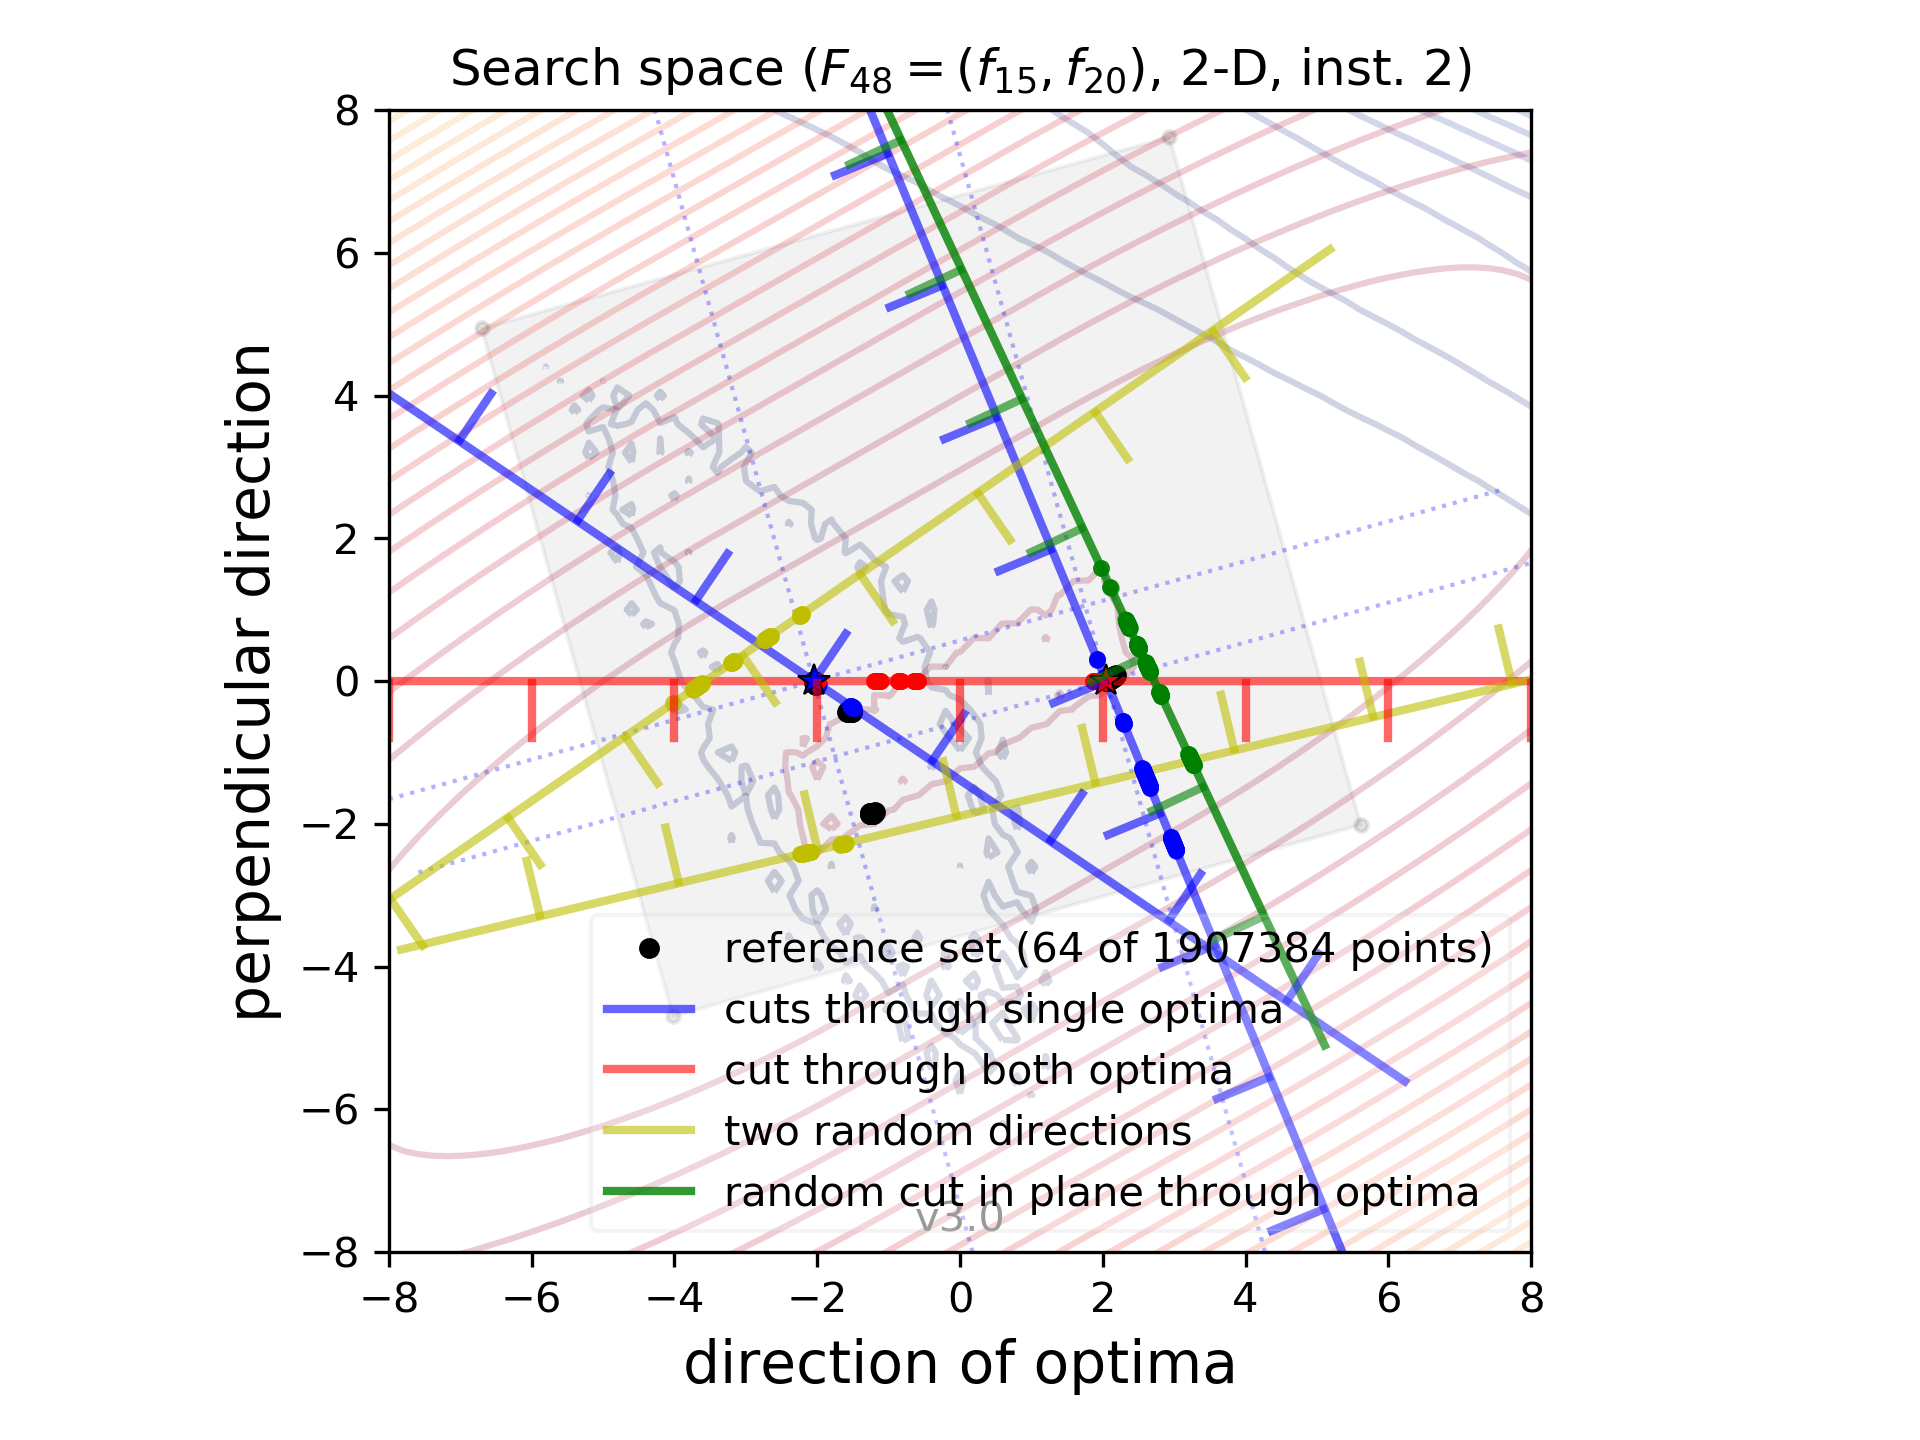 Search space (F₄₈ = (f₁₅, f₂₀), 2-D, inst. 2)
8
6
4
2
0
−2
−4
−6
−8
perpendicular direction
reference set (64 of 1907384 points)
cuts through single optima
cut through both optima
two random directions
random cut in plane through optima
v3.0
−8 −6 −4 −2 0 2 4 6 8
direction of optima